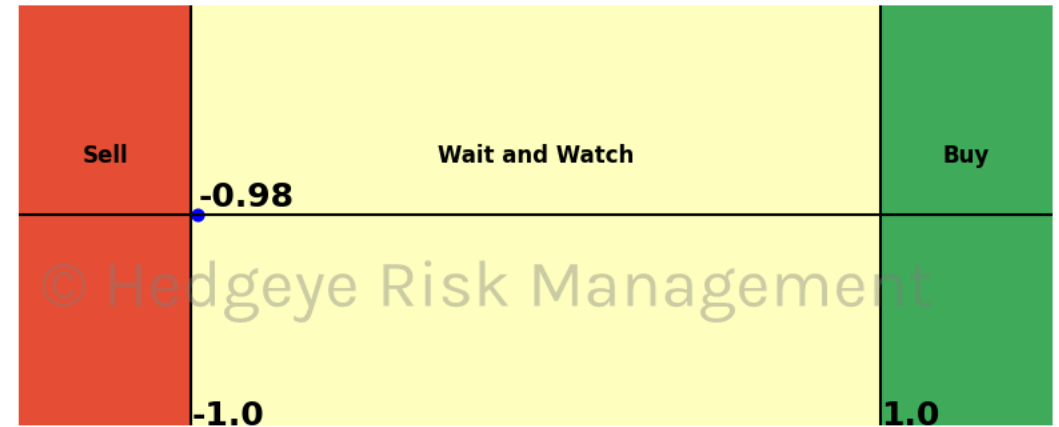 Sell
Wait and Watch
Buy
-0.98
© Hedgeye Risk Management
-1.0
1.0